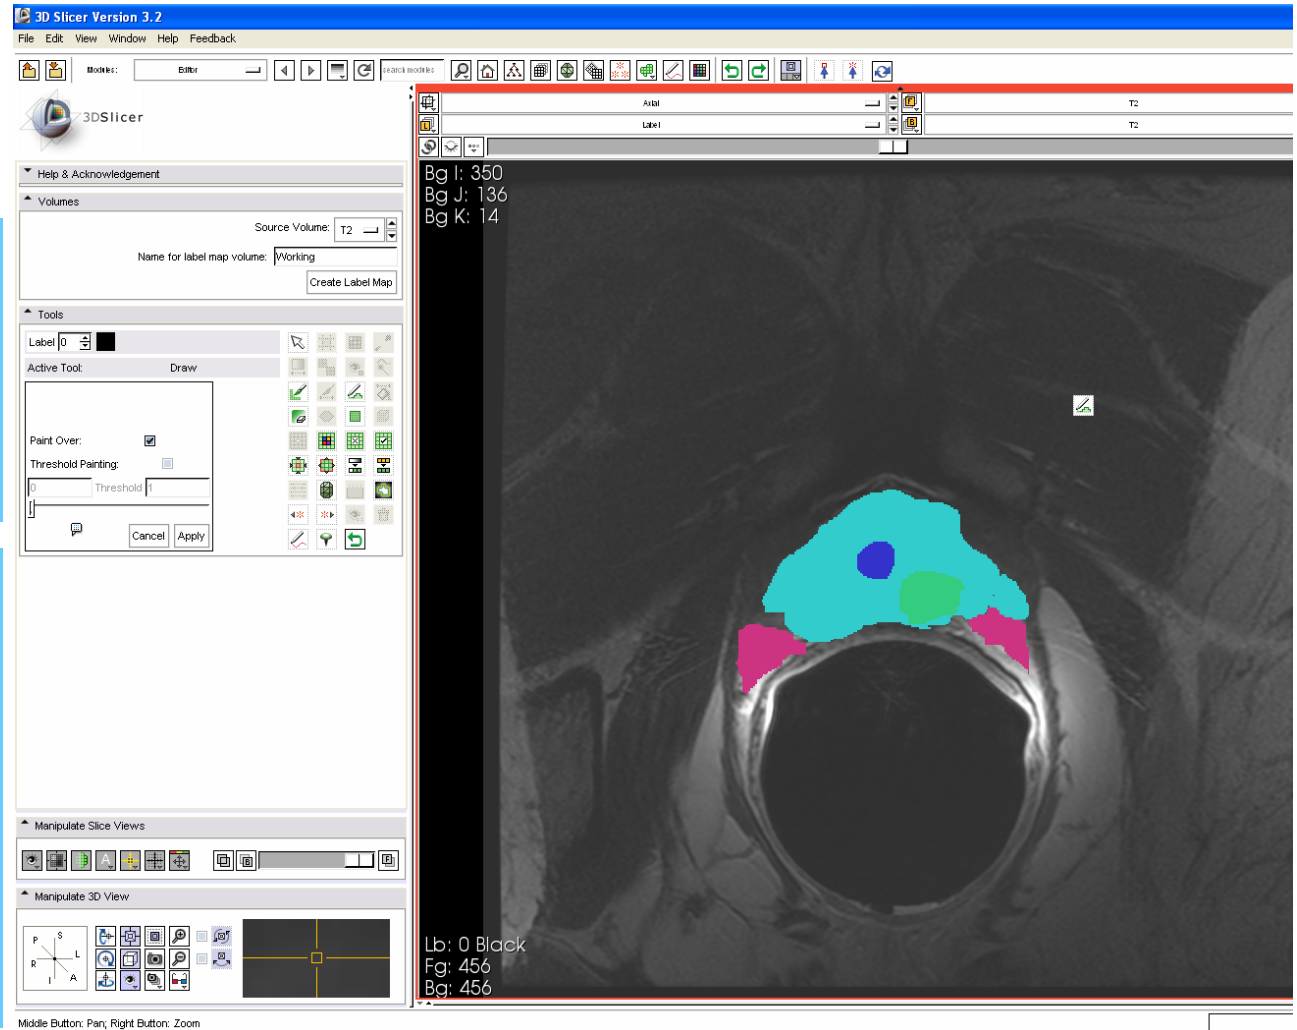 3D Slicer Version 3.2
File Edit View Window Help Feedback
Modules: Editor search modules
3DSlicer
Axial T2
Label T2
Help & Acknowledgement
Volumes
Source Volume: T2
Name for label map volume: Working
Create Label Map
Tools
Label 0
Active Tool: Draw
Paint Over:
Threshold Painting:
0 Threshold 1
Cancel Apply
Bg I: 350
Bg J: 136
Bg K: 14
Manipulate Slice Views
Manipulate 3D View
P S L R I A
Lb: 0 Black
Fg: 456
Bg: 456
Middle Button: Pan; Right Button: Zoom